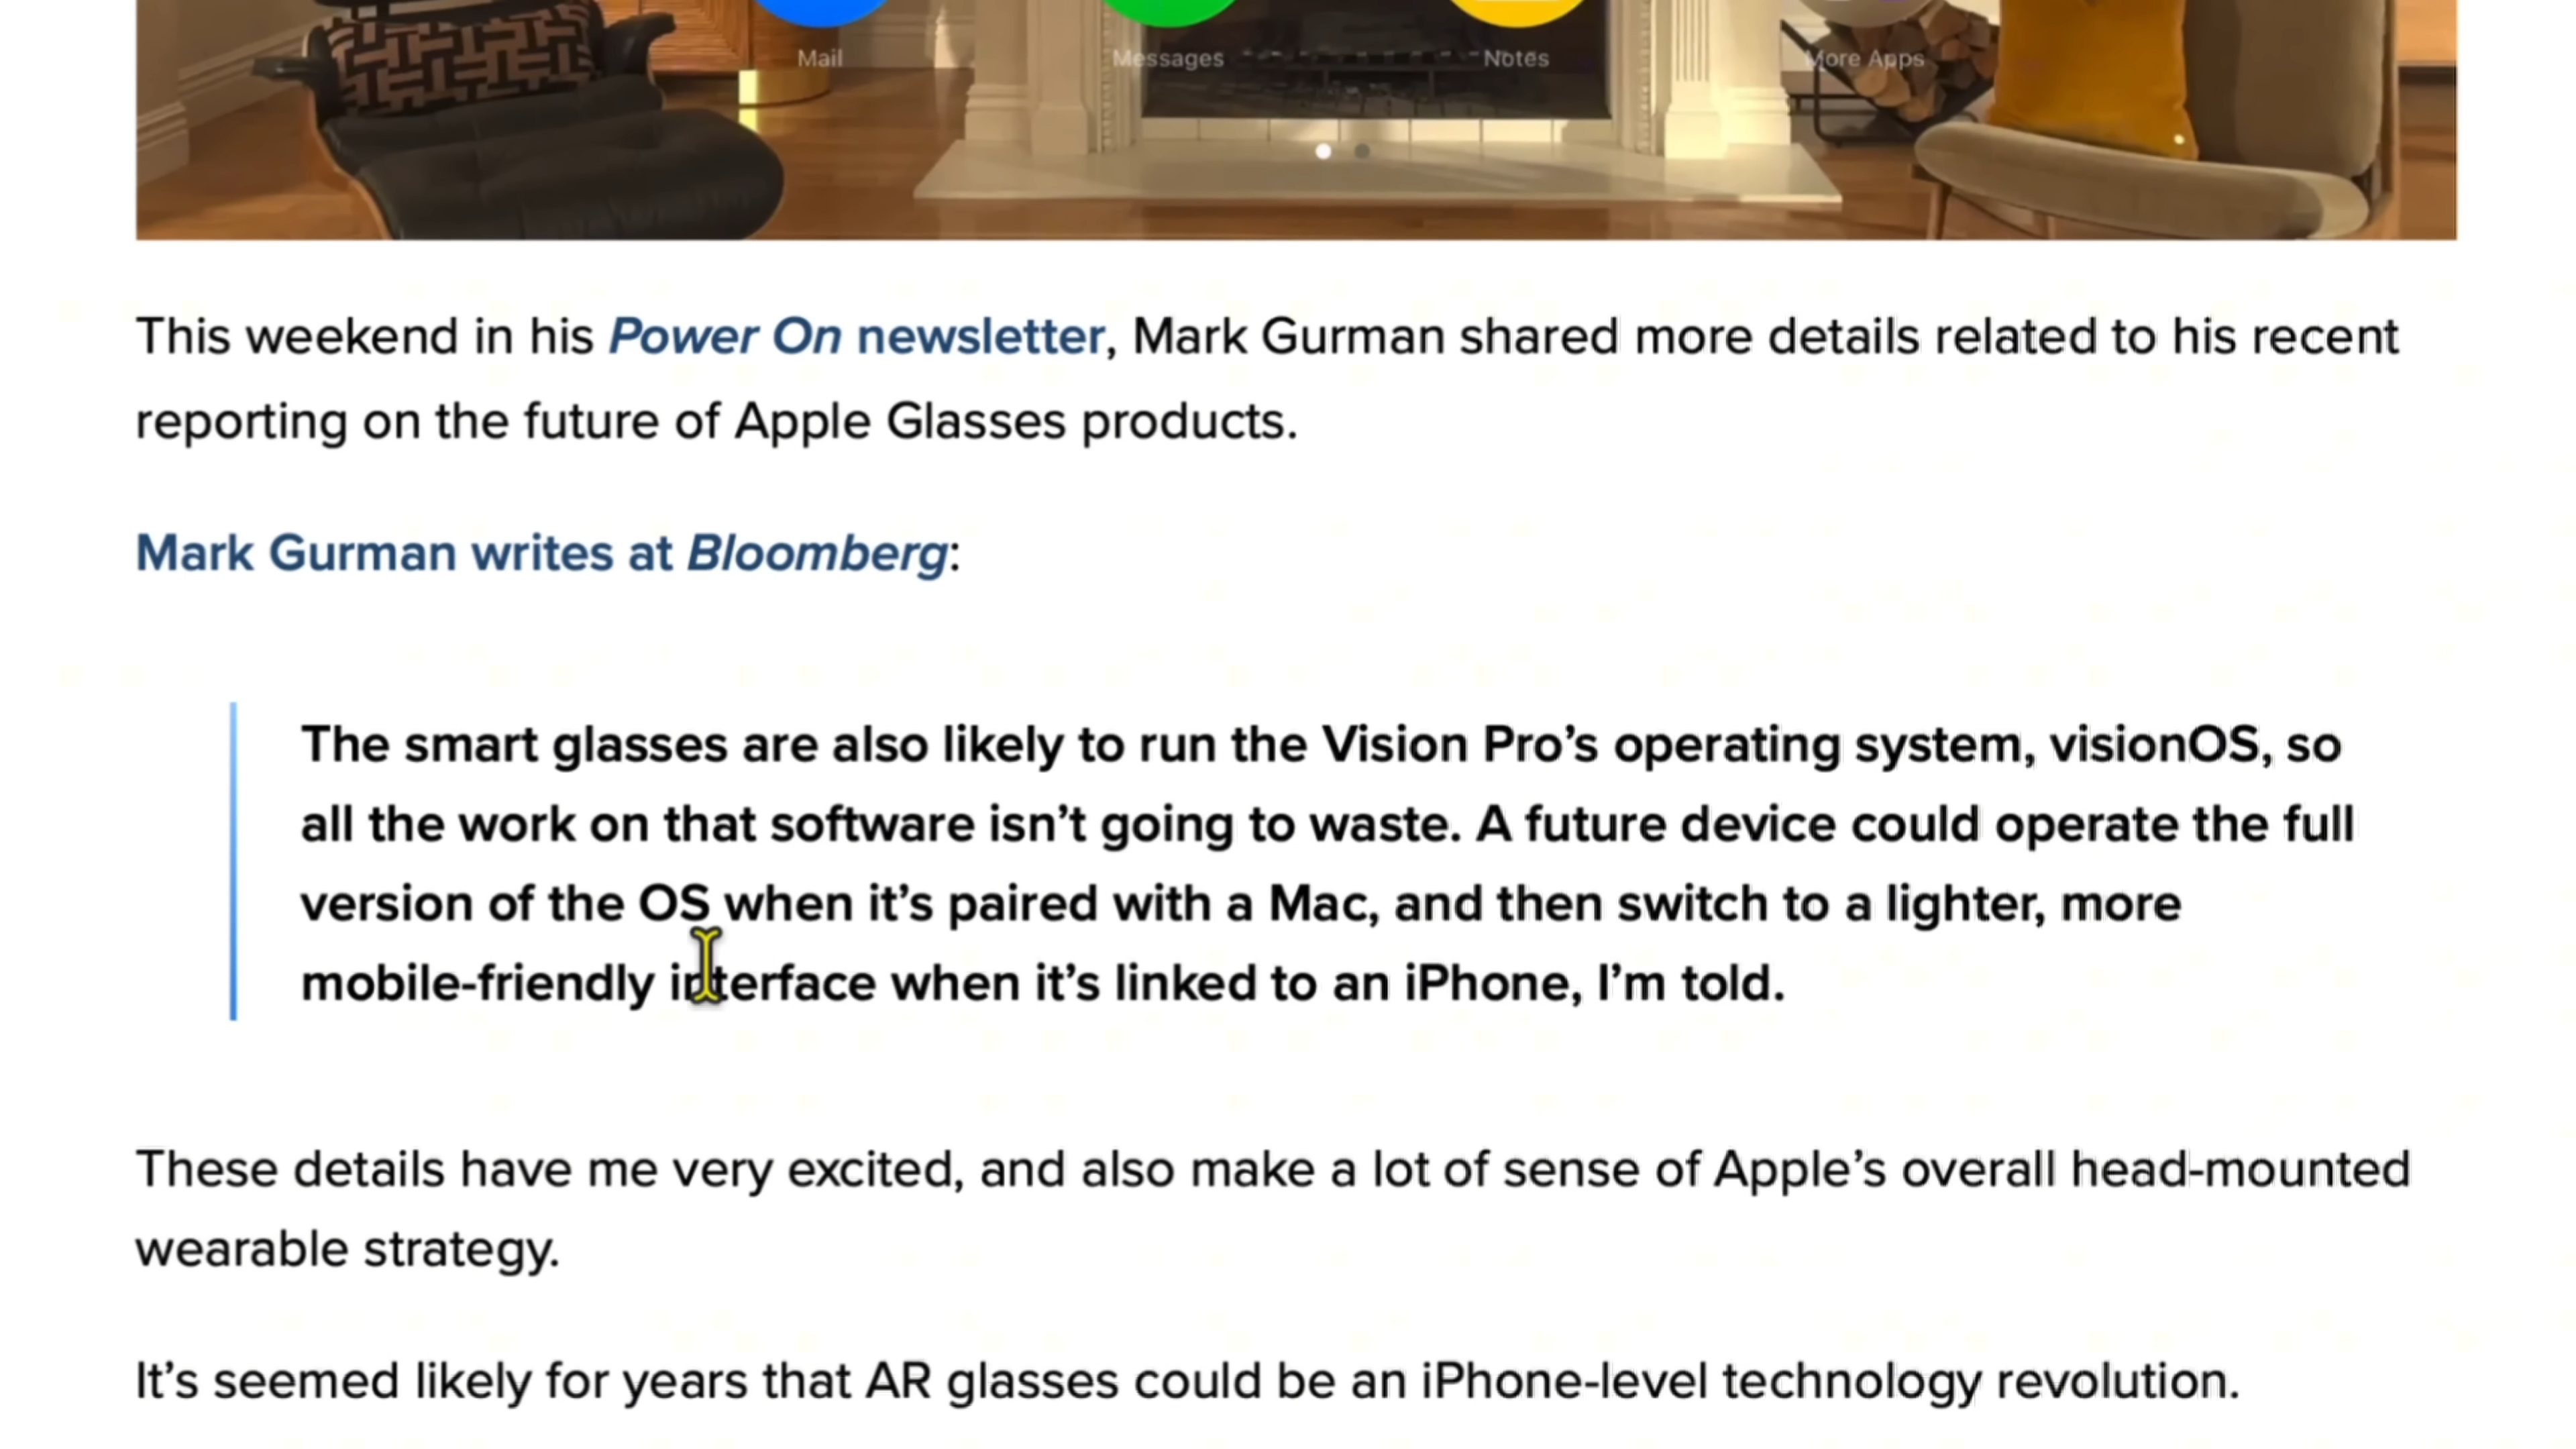 Mail
Messages
Notes
More Apps
This weekend in his Power On newsletter, Mark Gurman shared more details related to his recent
reporting on the future of Apple Glasses products.
Mark Gurman writes at Bloomberg:
The smart glasses are also likely to run the Vision Pro’s operating system, visionOS, so
all the work on that software isn’t going to waste. A future device could operate the full
version of the OS when it’s paired with a Mac, and then switch to a lighter, more
mobile-friendly interface when it’s linked to an iPhone, I’m told.
These details have me very excited, and also make a lot of sense of Apple’s overall head-mounted
wearable strategy.
It’s seemed likely for years that AR glasses could be an iPhone-level technology revolution.